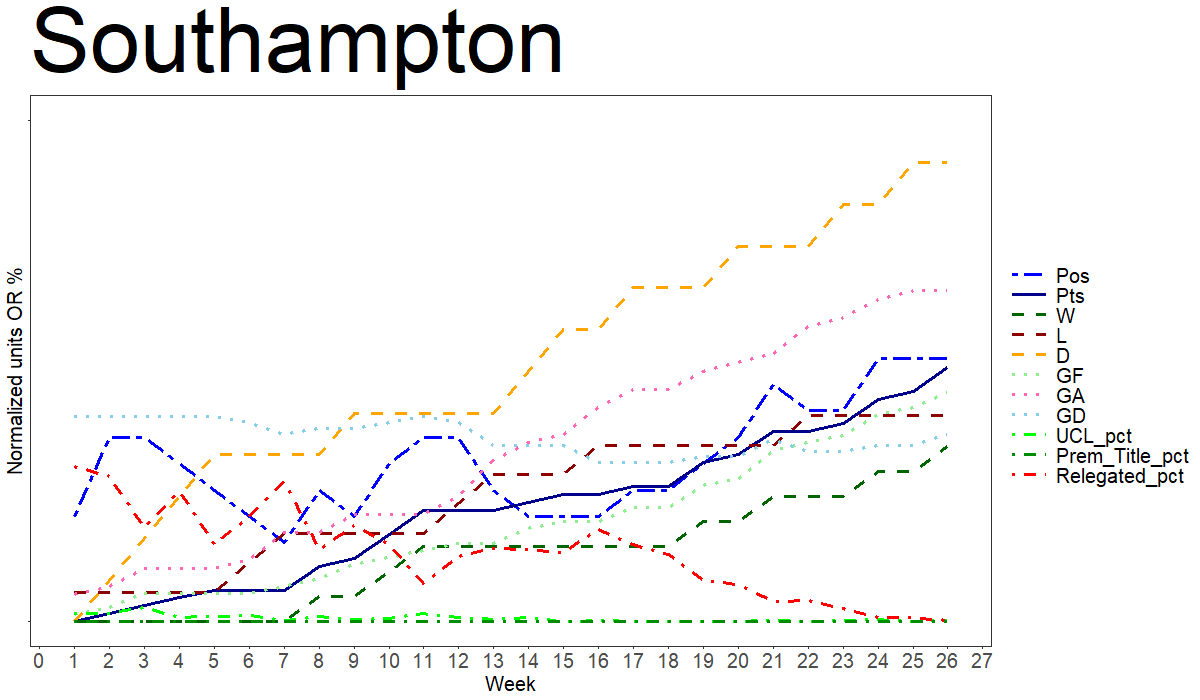 Southampton
Normalized units OR %
0 1 2 3 4 5 6 7 8 9 10 11 12 13 14 15 16 17 18 19 20 21 22 23 24 25 26 27
Week
Pos
Pts
W
L
D
GF
GA
GD
UCL_pct
Prem_Title_pct
Relegated_pct